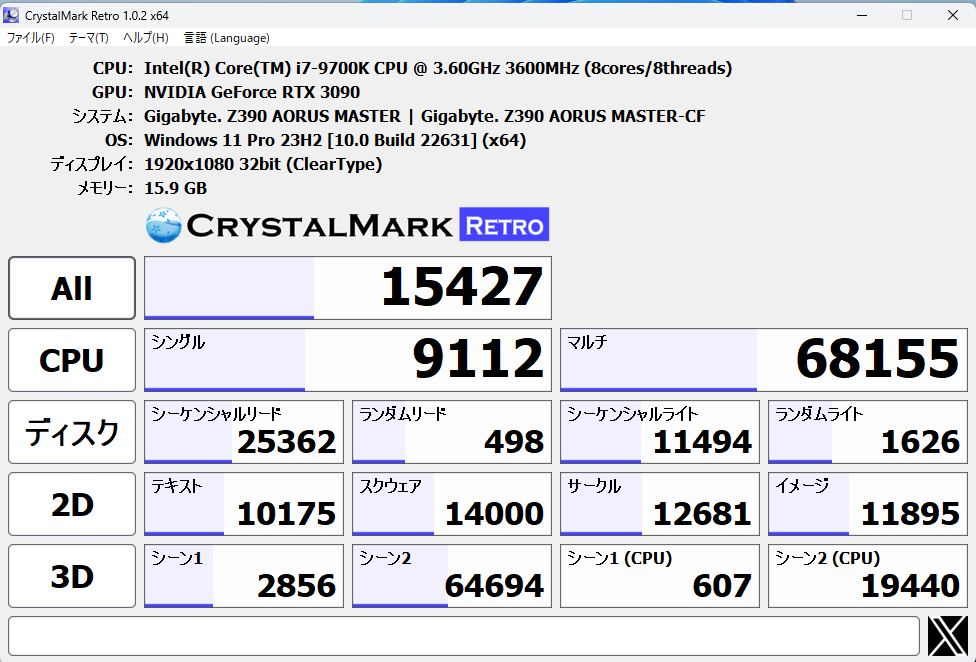 CrystalMark Retro 1.0.2 x64
ファイル(F) テーマ(T) ヘルプ(H) 言語 (Language)
CPU: Intel(R) Core(TM) i7-9700K CPU @ 3.60GHz 3600MHz (8cores/8threads)
GPU: NVIDIA GeForce RTX 3090
システム: Gigabyte. Z390 AORUS MASTER | Gigabyte. Z390 AORUS MASTER-CF
OS: Windows 11 Pro 23H2 [10.0 Build 22631] (x64)
ディスプレイ: 1920x1080 32bit (ClearType)
メモリー: 15.9 GB
CRYSTALMARK RETRO
All 15427
CPU シングル 9112 マルチ 68155
ディスク シーケンシャルリード 25362 ランダムリード 498 シーケンシャルライト 11494 ランダムライト 1626
2D テキスト 10175 スクウェア 14000 サークル 12681 イメージ 11895
3D シーン1 2856 シーン2 64694 シーン1 (CPU) 607 シーン2 (CPU) 19440